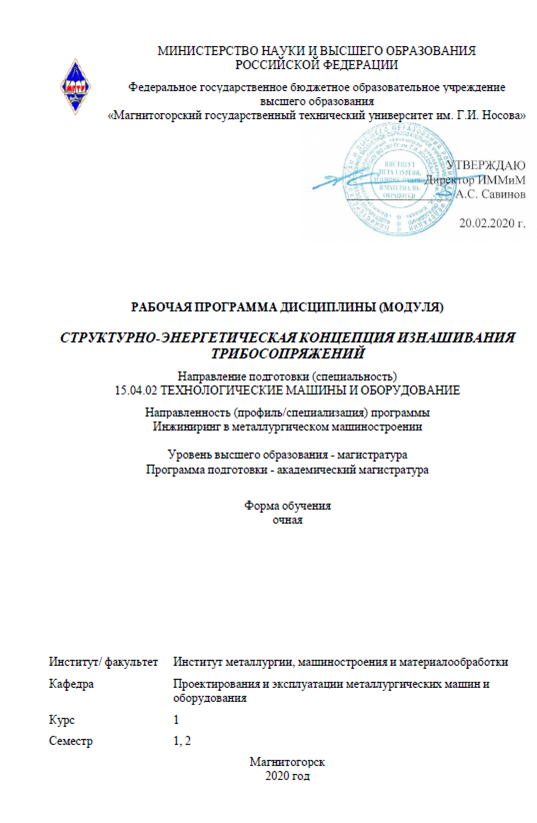 МИНИСТЕРСТВО НАУКИ И ВЫСШЕГО ОБРАЗОВАНИЯ
РОССИЙСКОЙ ФЕДЕРАЦИИ
Федеральное государственное бюджетное образовательное учреждение
высшего образования
«Магнитогорский государственный технический университет им. Г.И. Носова»
МГТУ
УТВЕРЖДАЮ
Директор ИММиМ
А.С. Савинов
20.02.2020 г.
РАБОЧАЯ ПРОГРАММА ДИСЦИПЛИНЫ (МОДУЛЯ)
СТРУКТУРНО-ЭНЕРГЕТИЧЕСКАЯ КОНЦЕПЦИЯ ИЗНАШИВАНИЯ
ТРИБОСОПРЯЖЕНИЙ
Направление подготовки (специальность)
15.04.02 ТЕХНОЛОГИЧЕСКИЕ МАШИНЫ И ОБОРУДОВАНИЕ
Направленность (профиль/специализация) программы
Инжиниринг в металлургическом машиностроении
Уровень высшего образования - магистратура
Программа подготовки - академический магистратура
Форма обучения
очная
Институт/ факультет Институт металлургии, машиностроения и материалообработки
Кафедра Проектирования и эксплуатации металлургических машин и
оборудования
Курс 1
Семестр 1, 2
Магнитогорск
2020 год